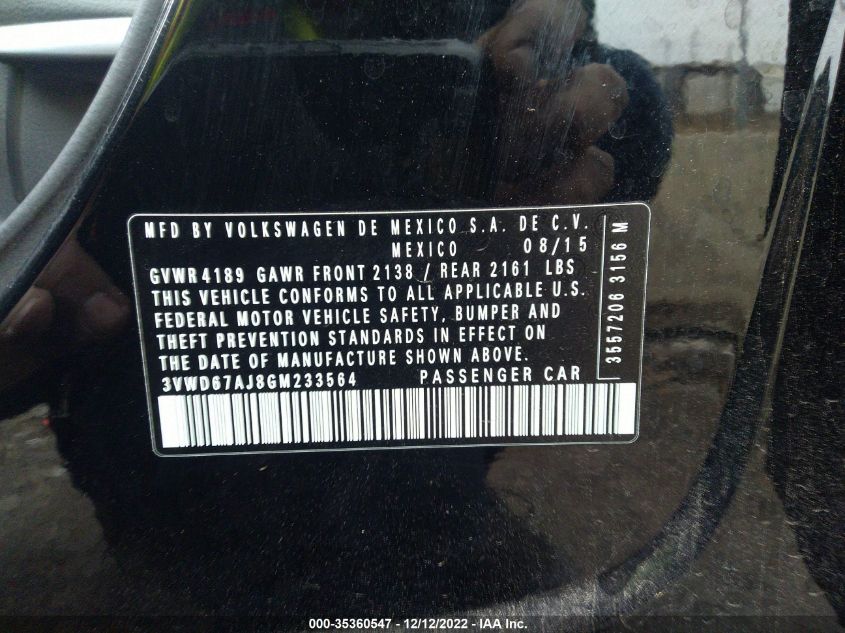 MFD BY VOLKSWAGEN DE MEXICO S.A. DE C.V.
MEXICO 08/15
GVWR 4189 GAWR FRONT 2138 / REAR 2161 LBS
THIS VEHICLE CONFORMS TO ALL APPLICABLE U.S.
FEDERAL MOTOR VEHICLE SAFETY, BUMPER AND
THEFT PREVENTION STANDARDS IN EFFECT ON
THE DATE OF MANUFACTURE SHOWN ABOVE.
3VWD67AJ8GM233564 PASSENGER CAR
3557206 3156 M
000-35360547 - 12/12/2022 - IAA Inc.